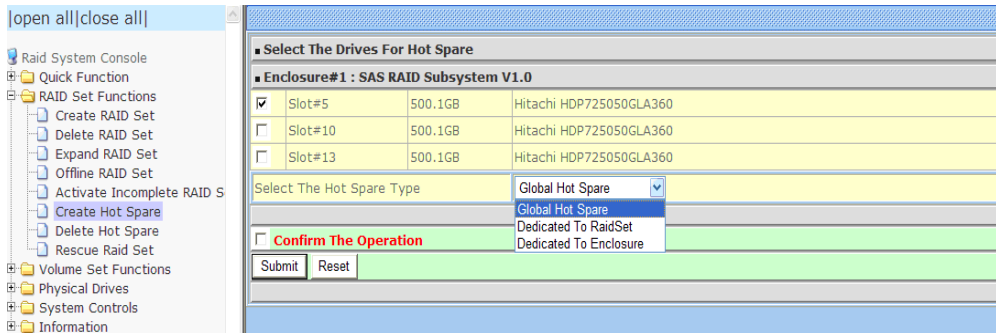 |open all|close all|
Raid System Console
Quick Function
RAID Set Functions
Create RAID Set
Delete RAID Set
Expand RAID Set
Offline RAID Set
Activate Incomplete RAID S
Create Hot Spare
Delete Hot Spare
Rescue Raid Set
Volume Set Functions
Physical Drives
System Controls
Information
Select The Drives For Hot Spare
Enclosure#1 : SAS RAID Subsystem V1.0
Slot#5 500.1GB Hitachi HDP725050GLA360
Slot#10 500.1GB Hitachi HDP725050GLA360
Slot#13 500.1GB Hitachi HDP725050GLA360
Select The Hot Spare Type Global Hot Spare
Global Hot Spare
Dedicated To RaidSet
Dedicated To Enclosure
Confirm The Operation
Submit Reset